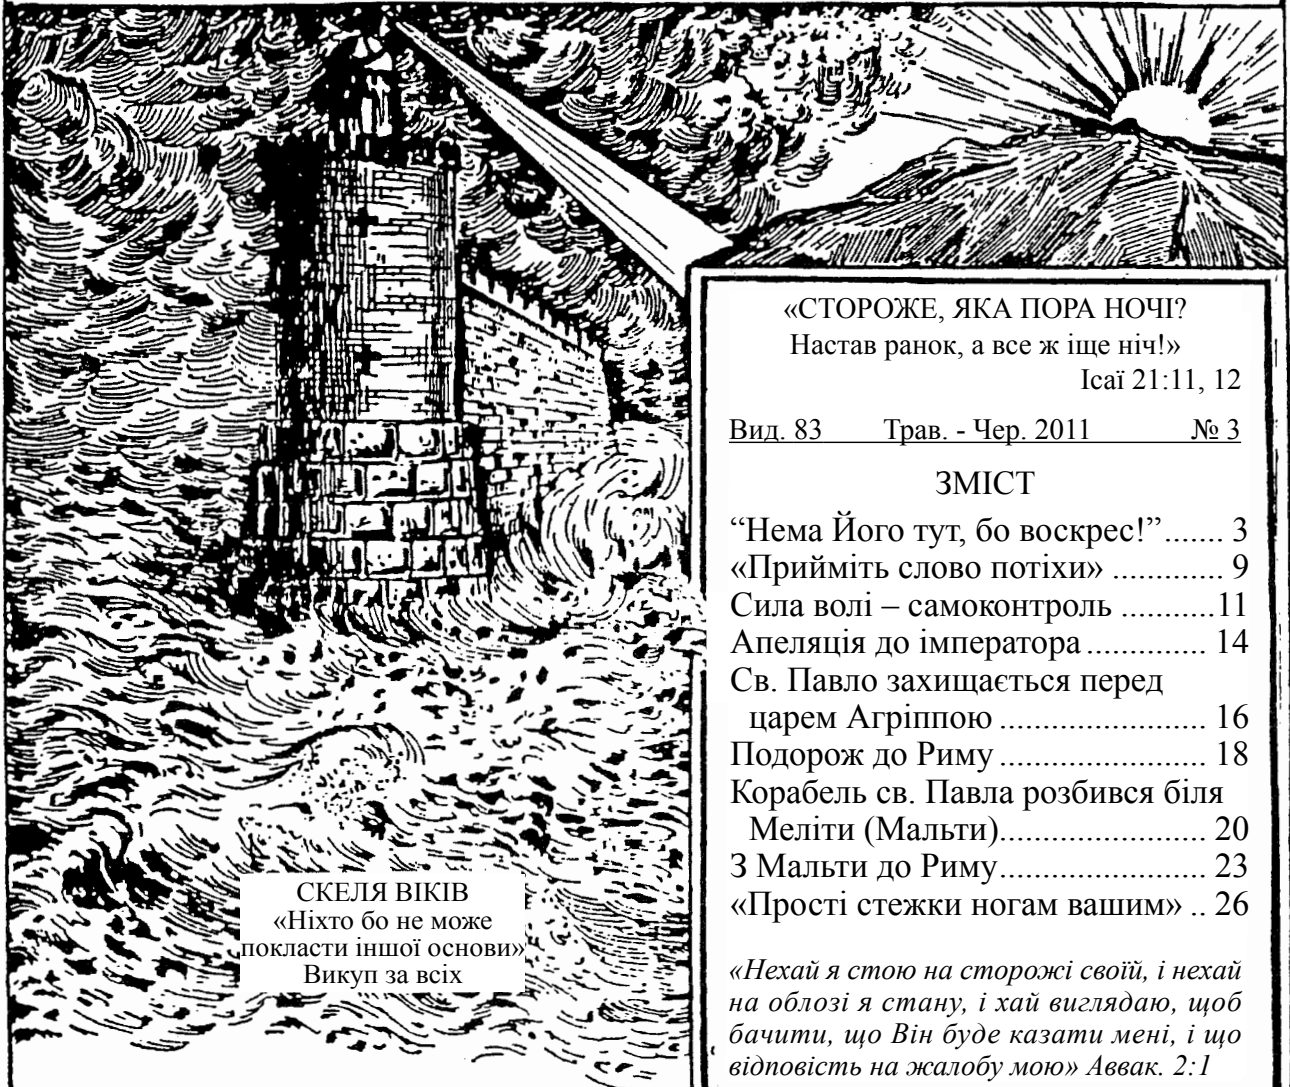 «СТОРОЖЕ, ЯКА ПОРА НОЧІ?
Настав ранок, а все ж іще ніч!»
Ісаї 21:11, 12
Вид. 83 Трав. - Чер. 2011 № 3
ЗМІСТ
“Нема Його тут, бо воскрес!”....... 3
«Прийміть слово потіхи» ............ 9
Сила волі – самоконтроль ...........11
Апеляція до імператора............. 14
Св. Павло захищається перед
царем Агріппою ...................... 16
Подорож до Риму...................... 18
Корабель св. Павла розбився біля
Меліти (Мальти)...................... 20
З Мальти до Риму...................... 23
«Прості стежки ногам вашим» .. 26
«Нехай я стою на сторожі своїй, і нехай
на облозі я стану, і хай виглядаю, щоб
бачити, що Він буде казати мені, і що
відповість на жалобу мою» Аввак. 2:1
СКЕЛЯ ВІКІВ
«Ніхто бо не може
покласти іншої основи»
Викуп за всіх